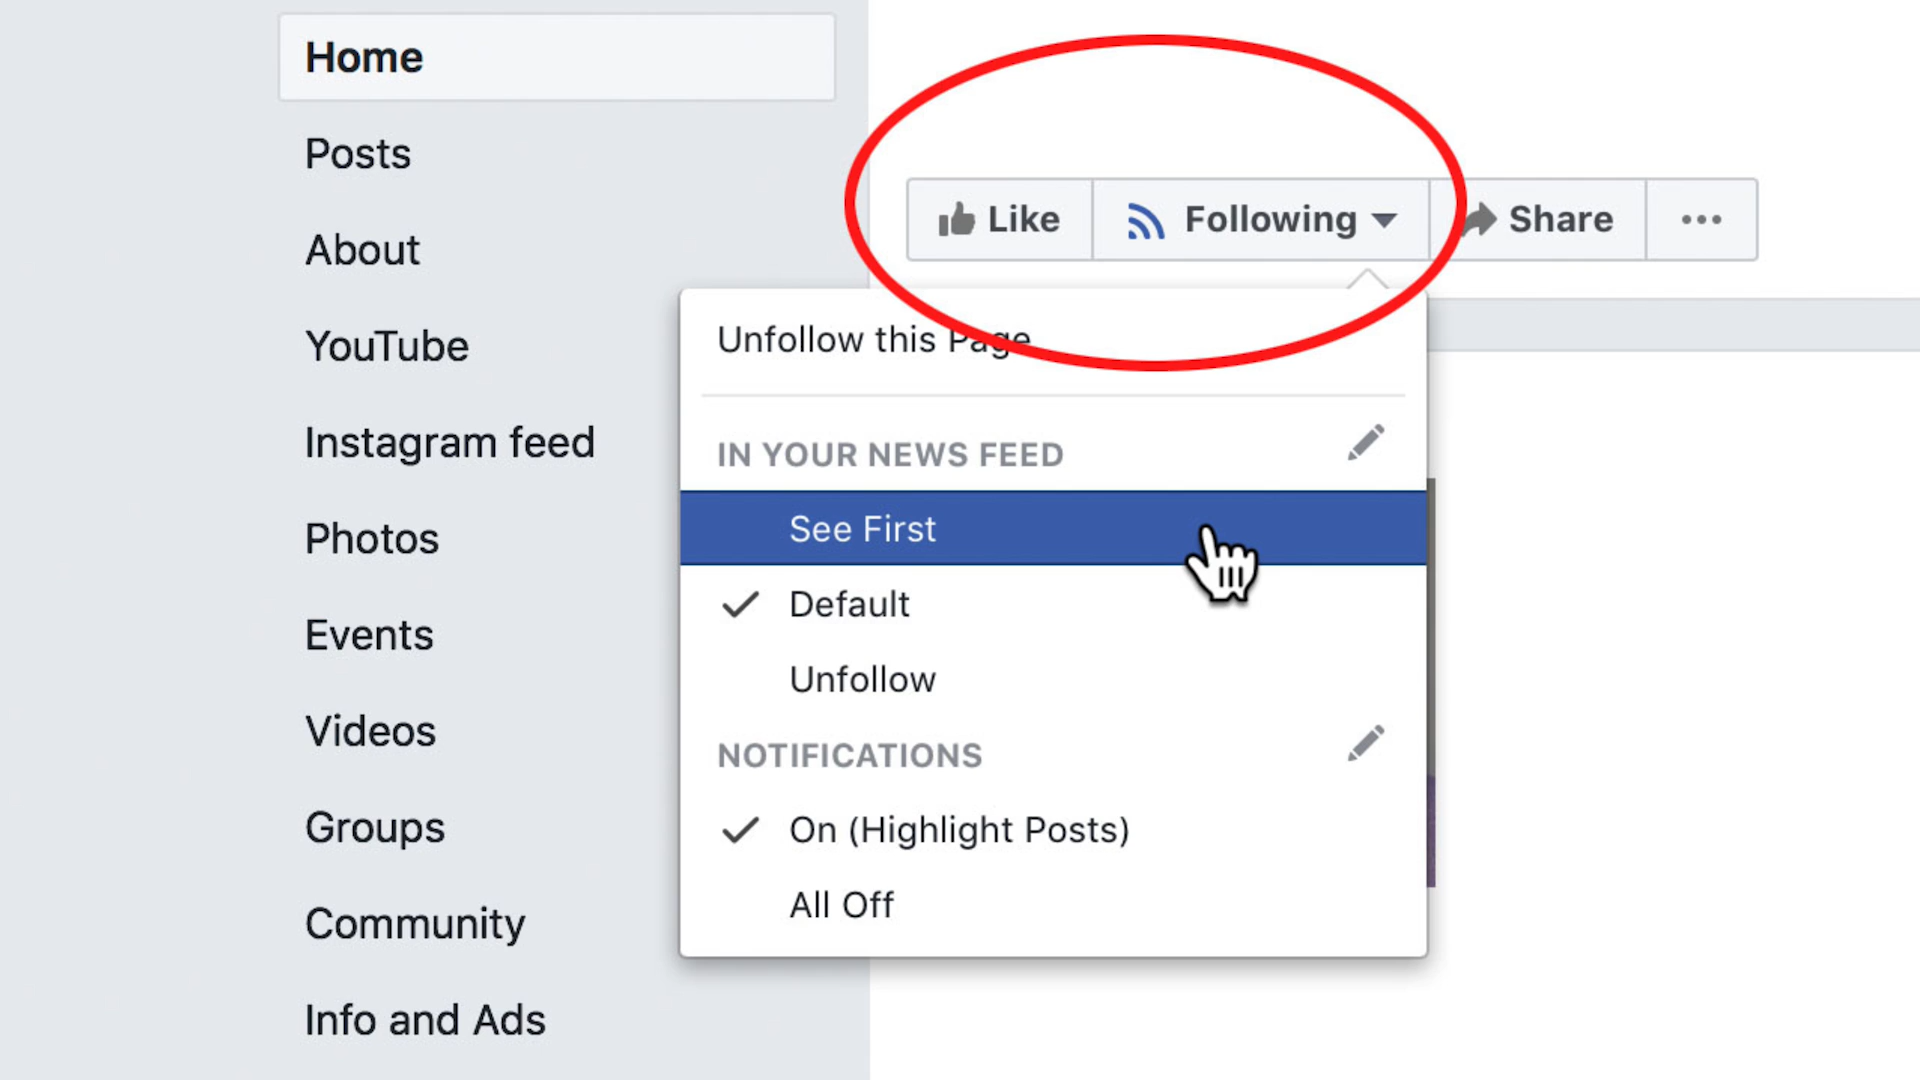 Home
Posts
About
YouTube
Instagram feed
Photos
Events
Videos
Groups
Community
Info and Ads
Like Following Share
Unfollow this Page
IN YOUR NEWS FEED
See First
Default
Unfollow
NOTIFICATIONS
On (Highlight Posts)
All Off